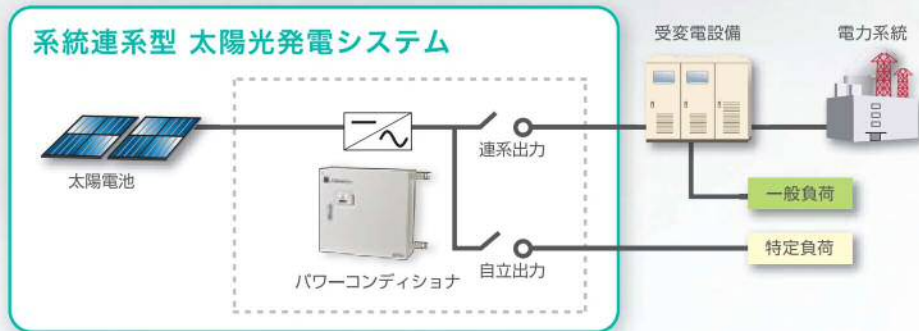 系統連系型 太陽光発電システム
受変電設備
電力系統
太陽電池
連系出力
一般負荷
パワーコンディショナ
自立出力
特定負荷